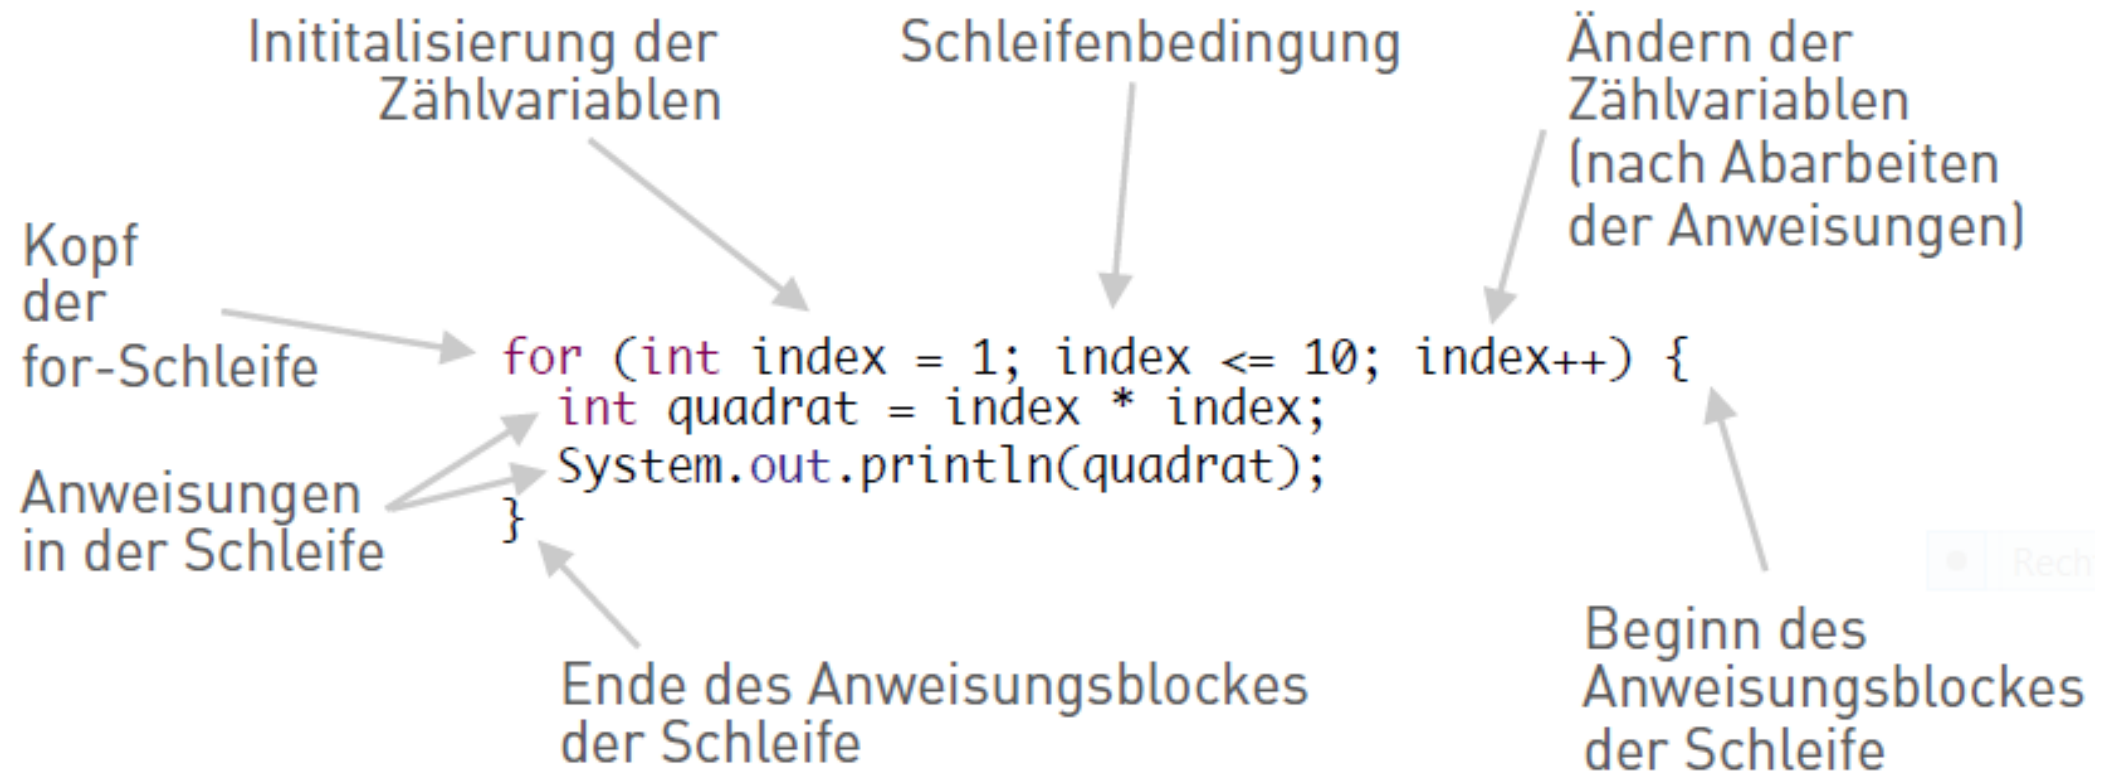 Inititalisierung der
Zählvariablen
Schleifenbedingung
Ändern der
Zählvariablen
(nach Abarbeiten
der Anweisungen)
Kopf
der
for-Schleife
for (int index = 1; index <= 10; index++) {
int quadrat = index * index;
System.out.println(quadrat);
}
Anweisungen
in der Schleife
Ende des Anweisungsblockes
der Schleife
Beginn des
Anweisungsblockes
der Schleife
Rech